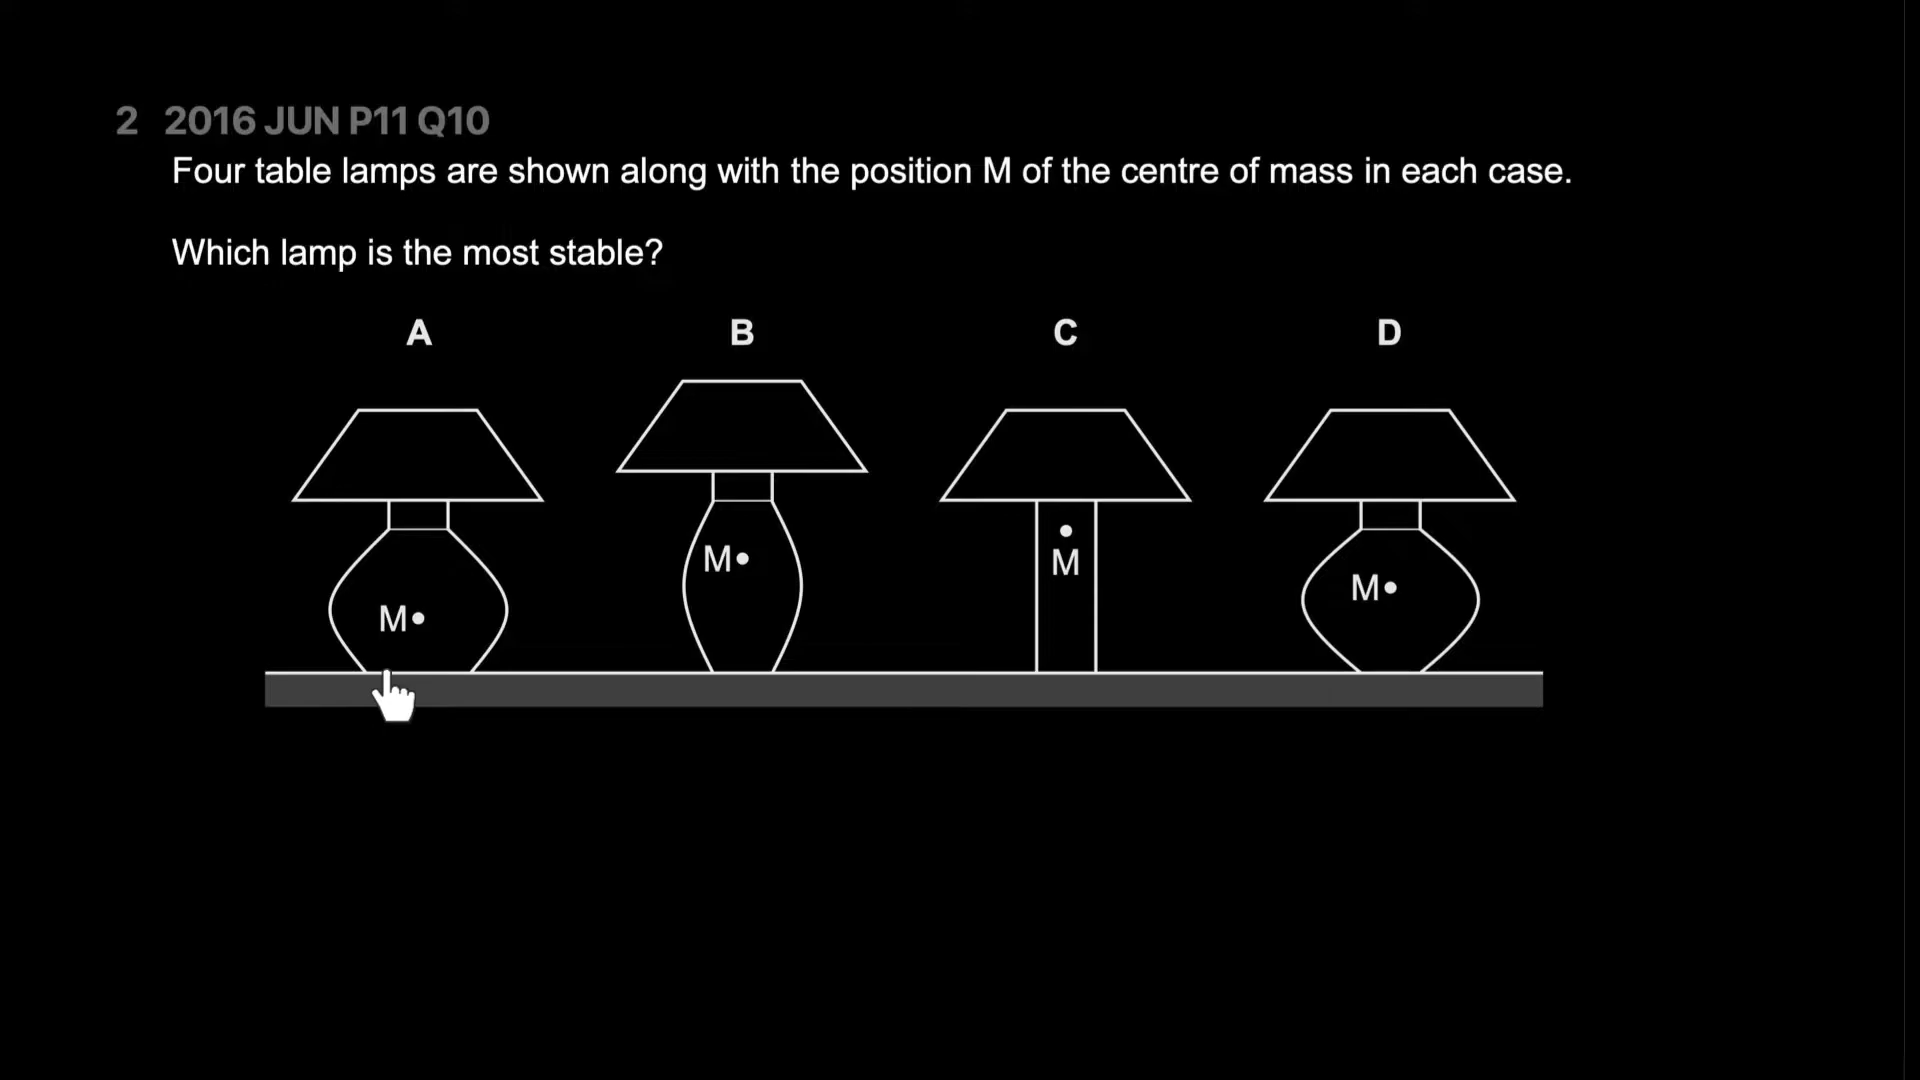 2 2016 JUN P11 Q10
Four table lamps are shown along with the position M of the centre of mass in each case.
Which lamp is the most stable?
A B C D
M
M
M
M